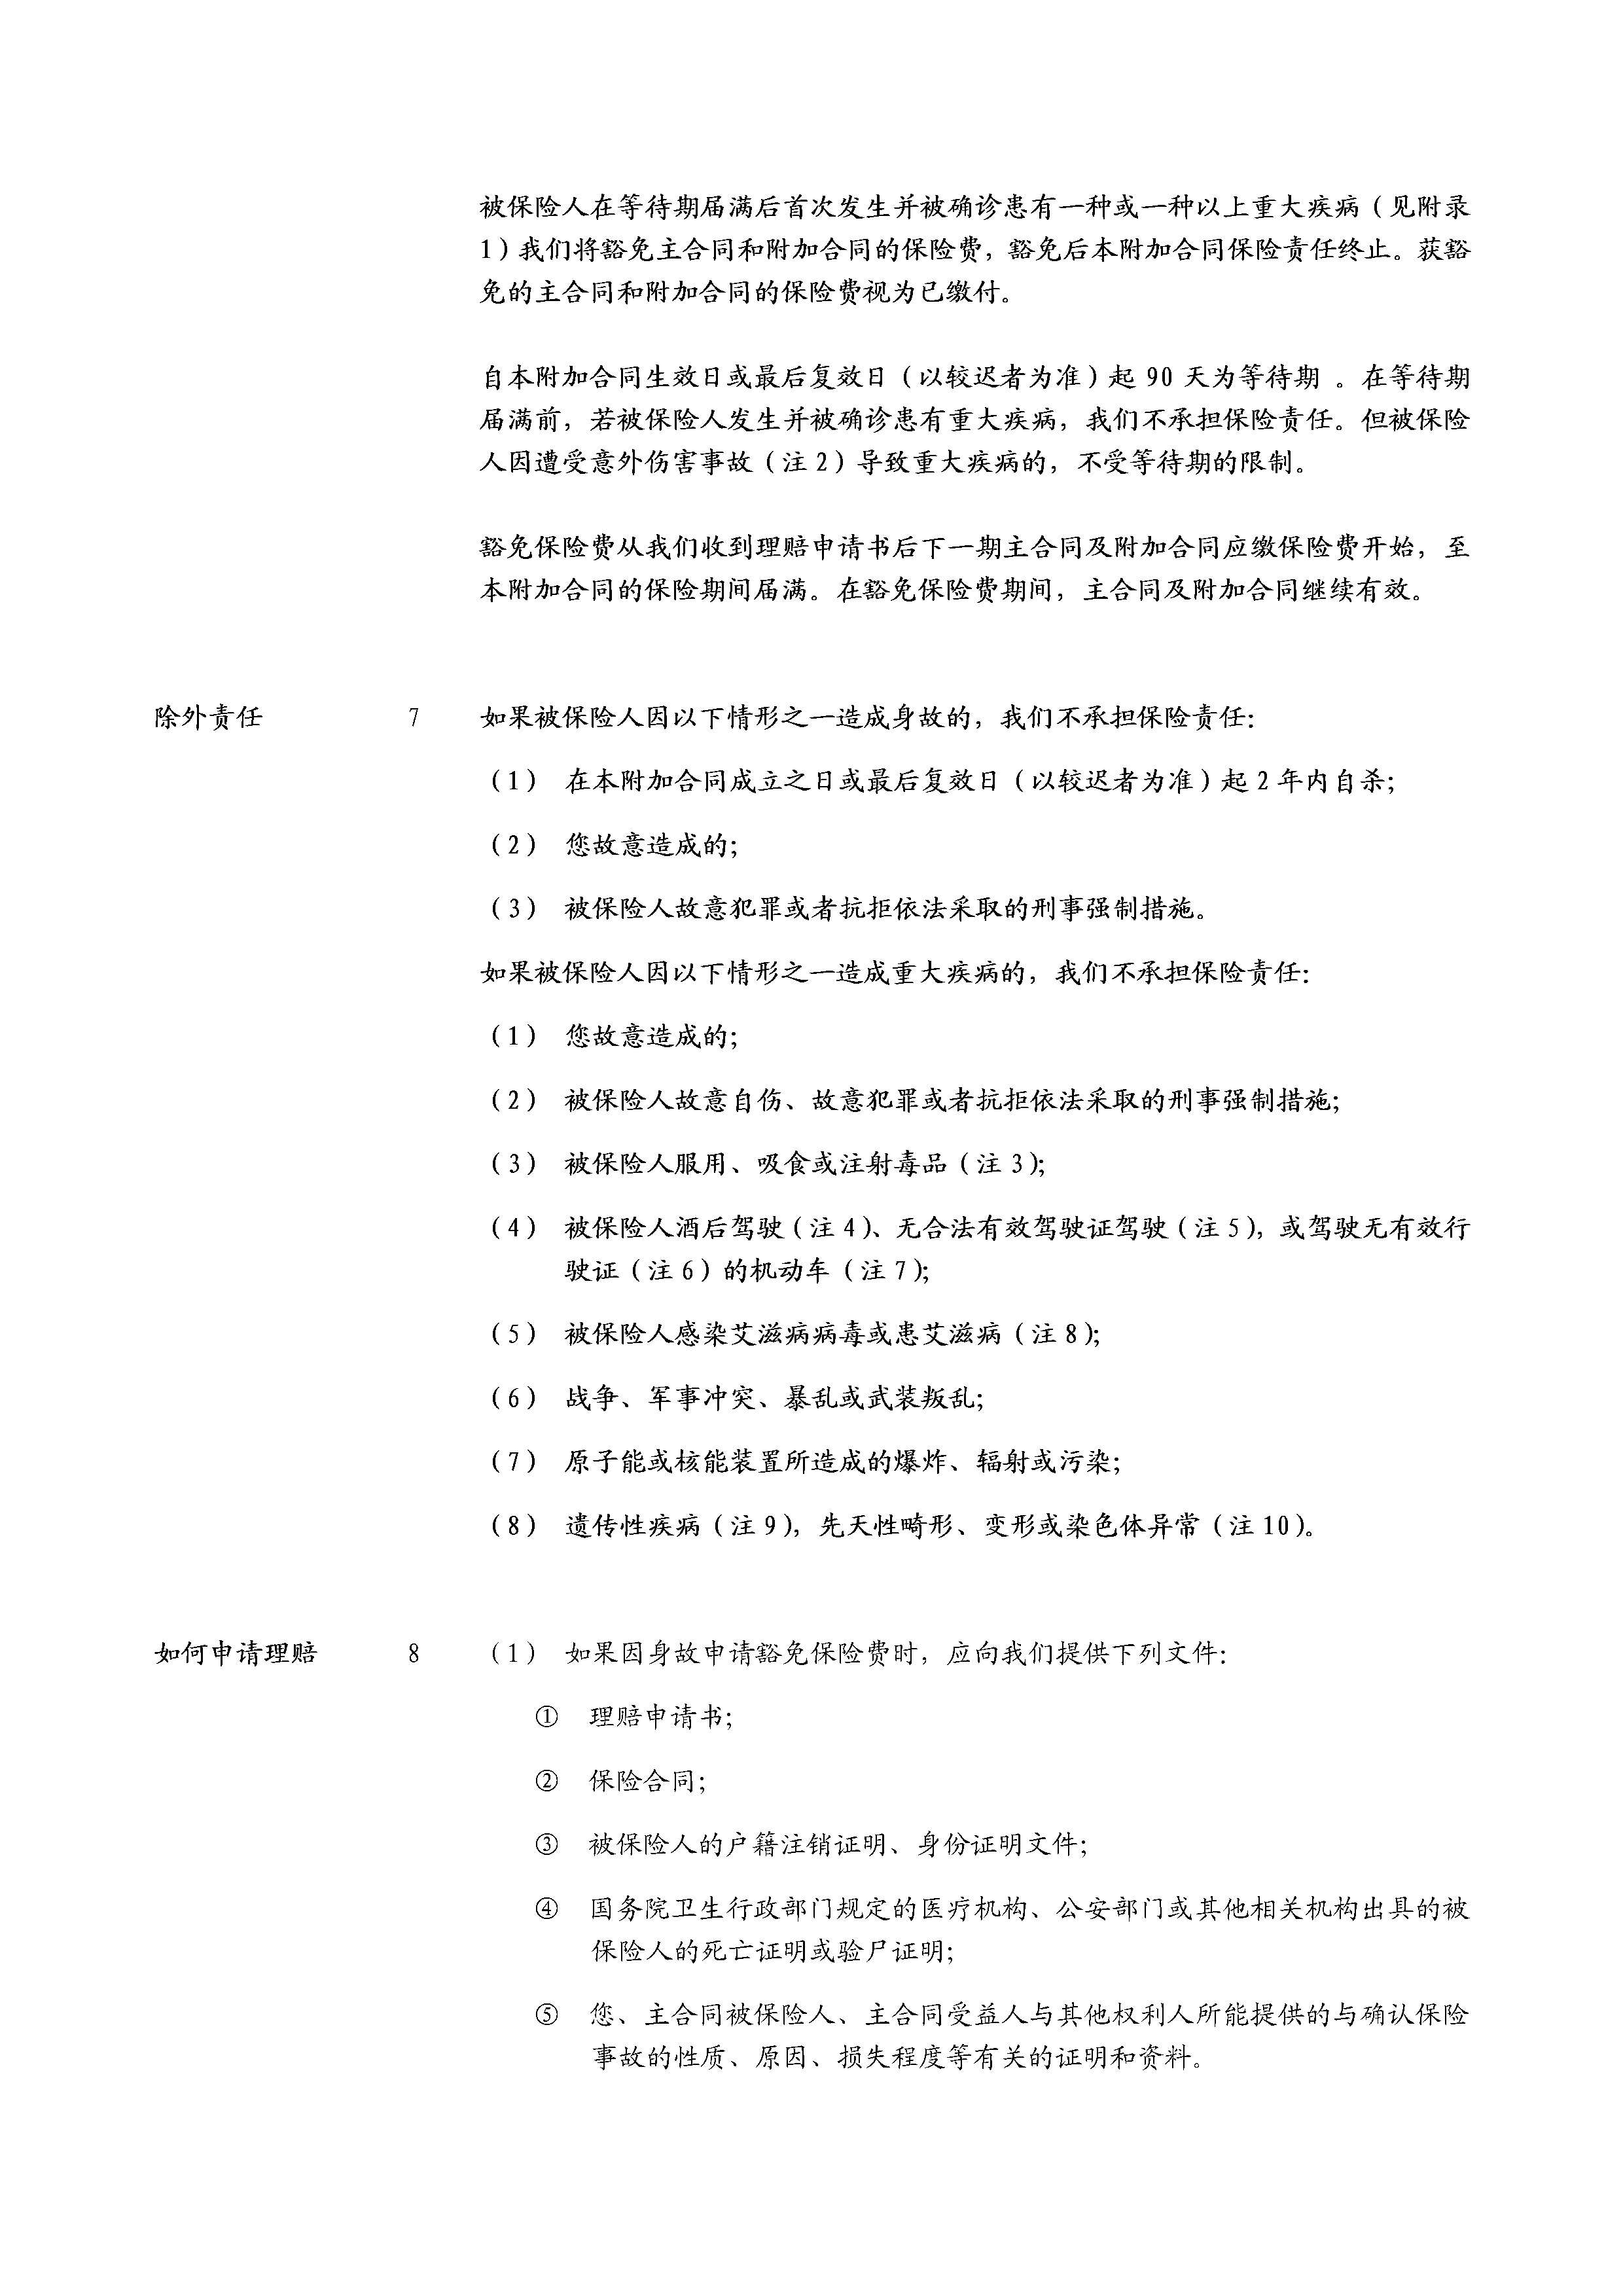 被保险人在等待期届满后首次发生并被确诊患有一种或一种以上重大疾病（见附录
1）我们将豁免主合同和附加合同的保险费，豁免后本附加合同保险责任终止。获豁
免的主合同和附加合同的保险费视为已缴付。
自本附加合同生效日或最后复效日（以较迟者为准）起 90 天为等待期 。在等待期
届满前，若被保险人发生并被确诊患有重大疾病，我们不承担保险责任。但被保险
人因遭受意外伤害事故（注 2）导致重大疾病的，不受等待期的限制。
豁免保险费从我们收到理赔申请书后下一期主合同及附加合同应缴保险费开始，至
本附加合同的保险期间届满。在豁免保险费期间，主合同及附加合同继续有效。
除外责任 7 如果被保险人因以下情形之一造成身故的，我们不承担保险责任：
（1） 在本附加合同成立之日或最后复效日（以较迟者为准）起 2 年内自杀；
（2） 您故意造成的；
（3） 被保险人故意犯罪或者抗拒依法采取的刑事强制措施。
如果被保险人因以下情形之一造成重大疾病的，我们不承担保险责任：
（1） 您故意造成的；
（2） 被保险人故意自伤、故意犯罪或者抗拒依法采取的刑事强制措施；
（3） 被保险人服用、吸食或注射毒品（注 3）；
（4） 被保险人酒后驾驶（注 4）、无合法有效驾驶证驾驶（注 5），或驾驶无有效行
驶证（注 6）的机动车（注 7）；
（5） 被保险人感染艾滋病病毒或患艾滋病（注 8）；
（6） 战争、军事冲突、暴乱或武装叛乱；
（7） 原子能或核能装置所造成的爆炸、辐射或污染；
（8） 遗传性疾病（注 9），先天性畸形、变形或染色体异常（注 10）。
如何申请理赔 8 （1） 如果因身故申请豁免保险费时，应向我们提供下列文件：
① 理赔申请书；
② 保险合同；
③ 被保险人的户籍注销证明、身份证明文件；
④ 国务院卫生行政部门规定的医疗机构、公安部门或其他相关机构出具的被
保险人的死亡证明或验尸证明；
⑤ 您、主合同被保险人、主合同受益人与其他权利人所能提供的与确认保险
事故的性质、原因、损失程度等有关的证明和资料。